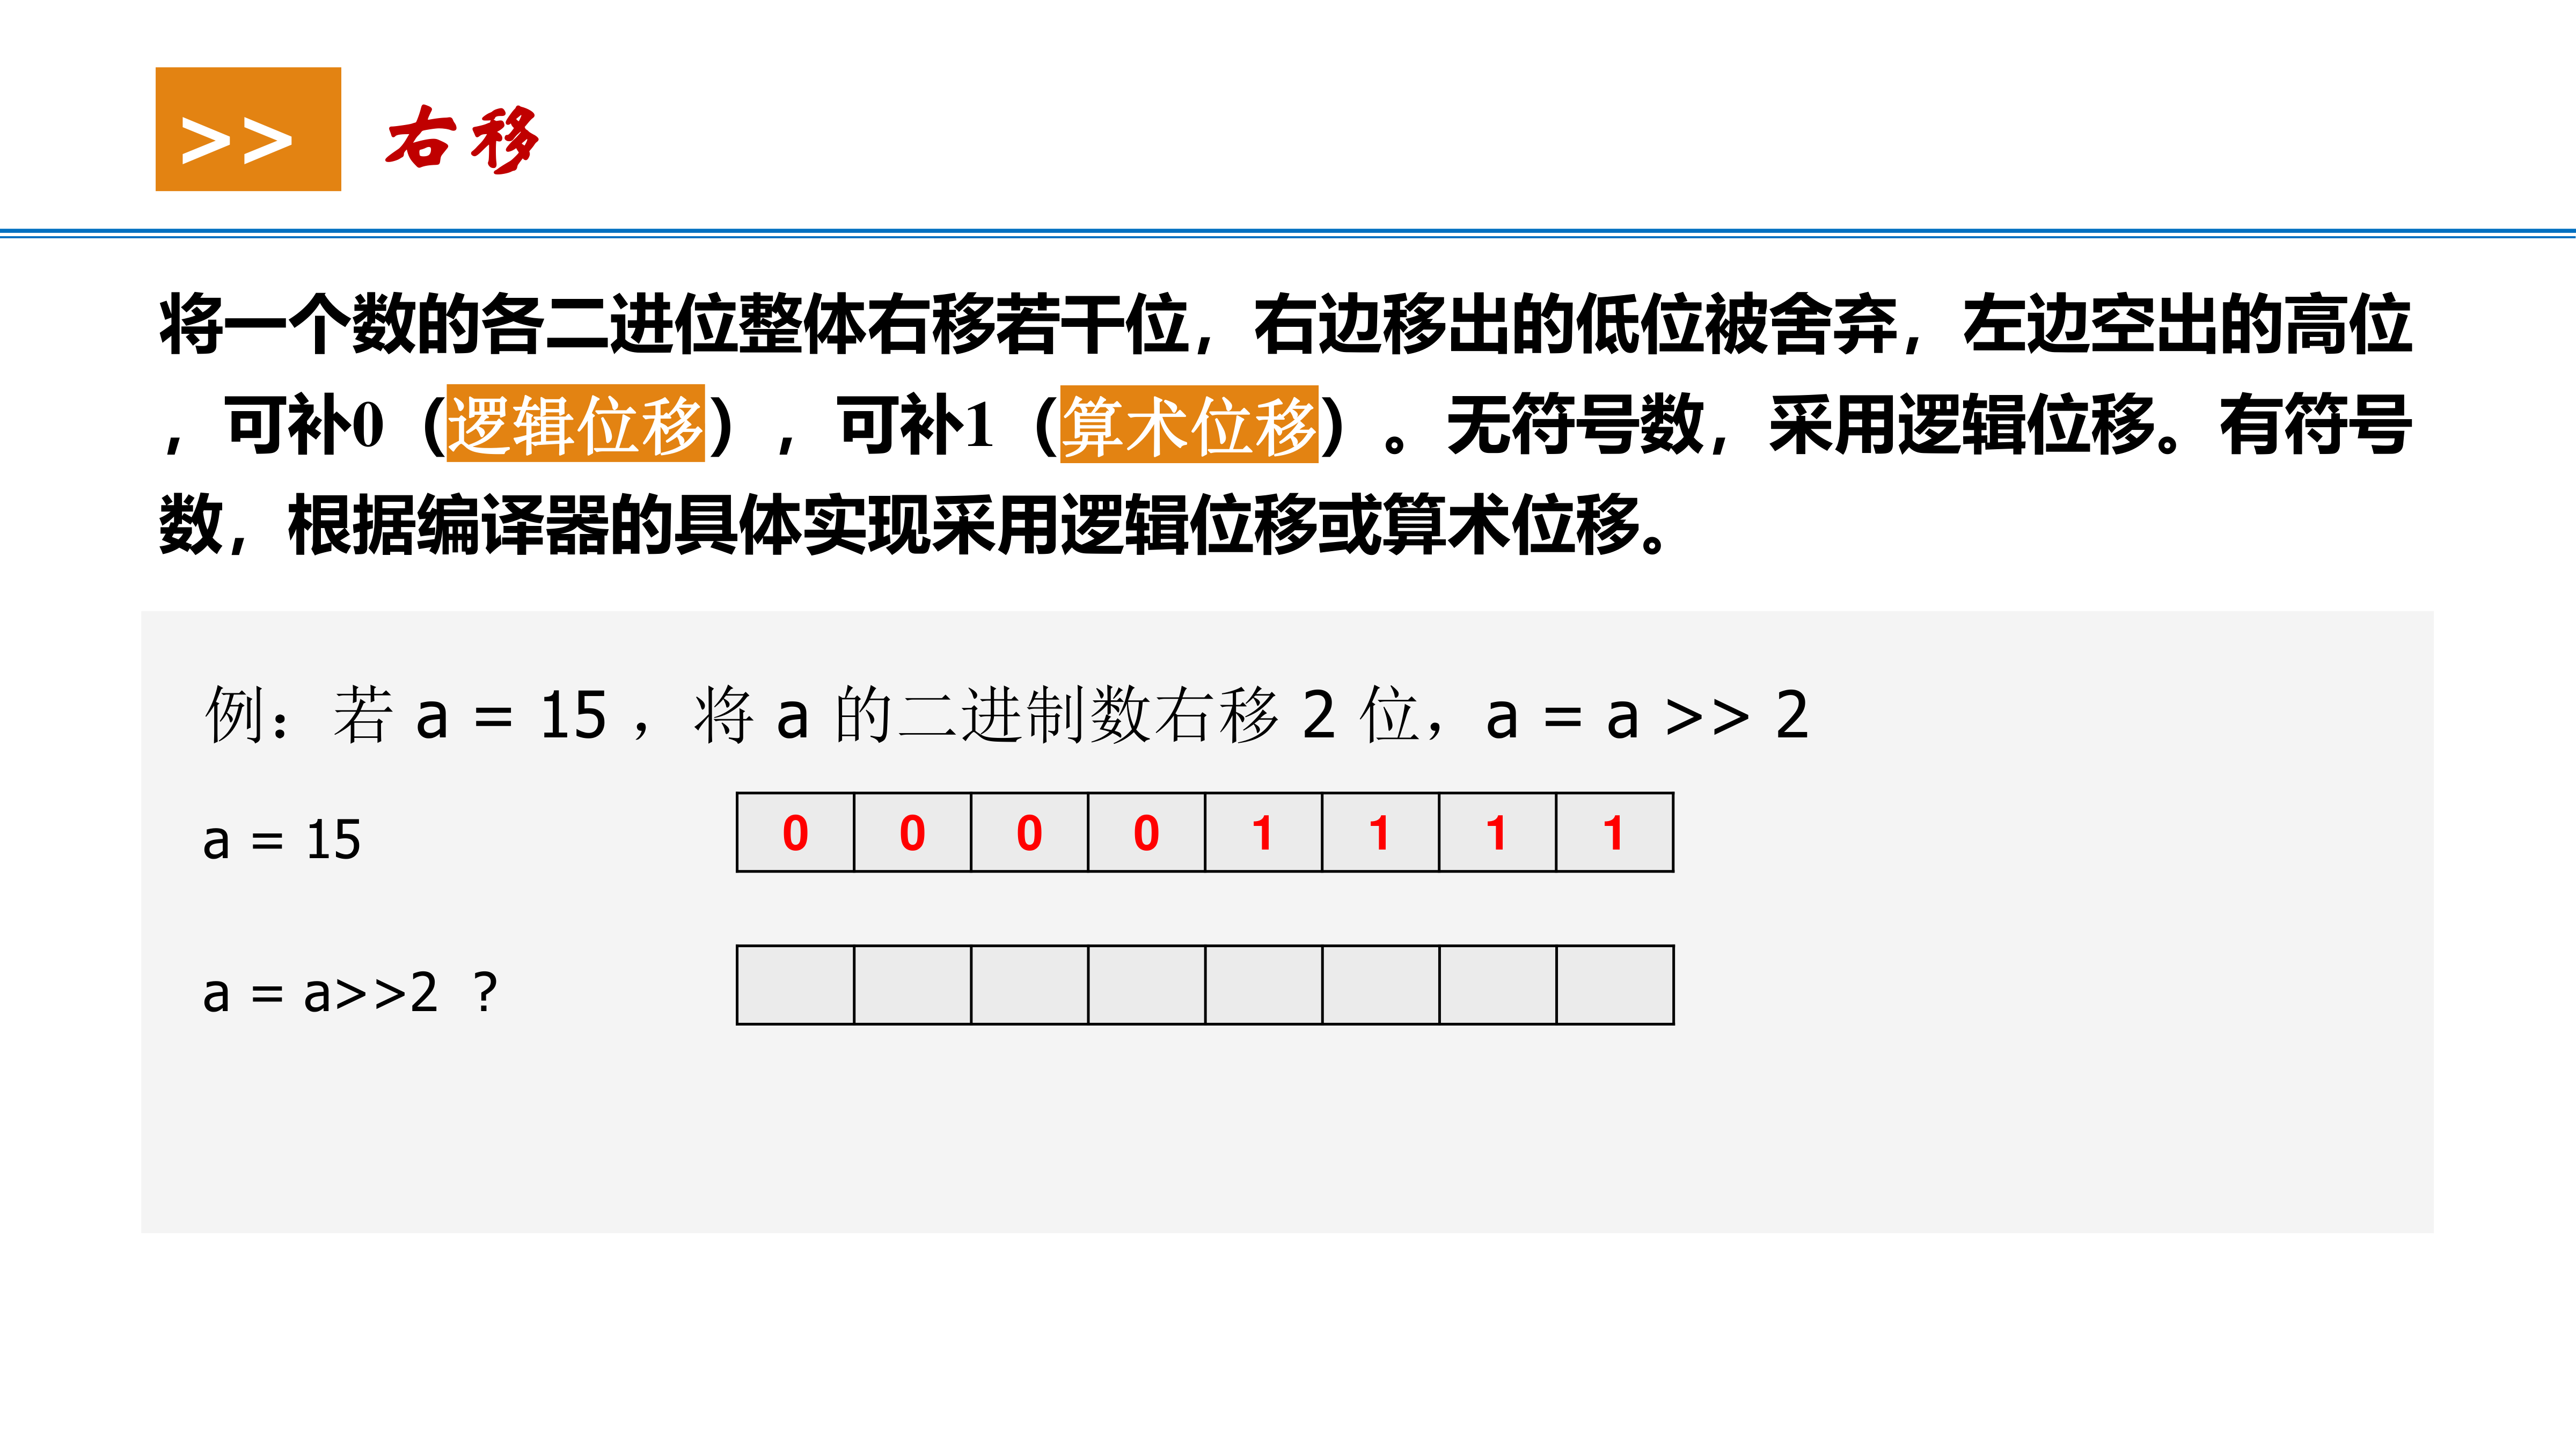 >> 右移
将一个数的各二进位整体右移若干位，右边移出的低位被舍弃，左边空出的高位
，可补0（逻辑位移），可补1（算术位移）。无符号数，采用逻辑位移。有符号
数，根据编译器的具体实现采用逻辑位移或算术位移。
例：若 a = 15 ，将 a 的二进制数右移 2 位，a = a >> 2
a = 15 0 0 0 0 1 1 1 1
a = a>>2 ?